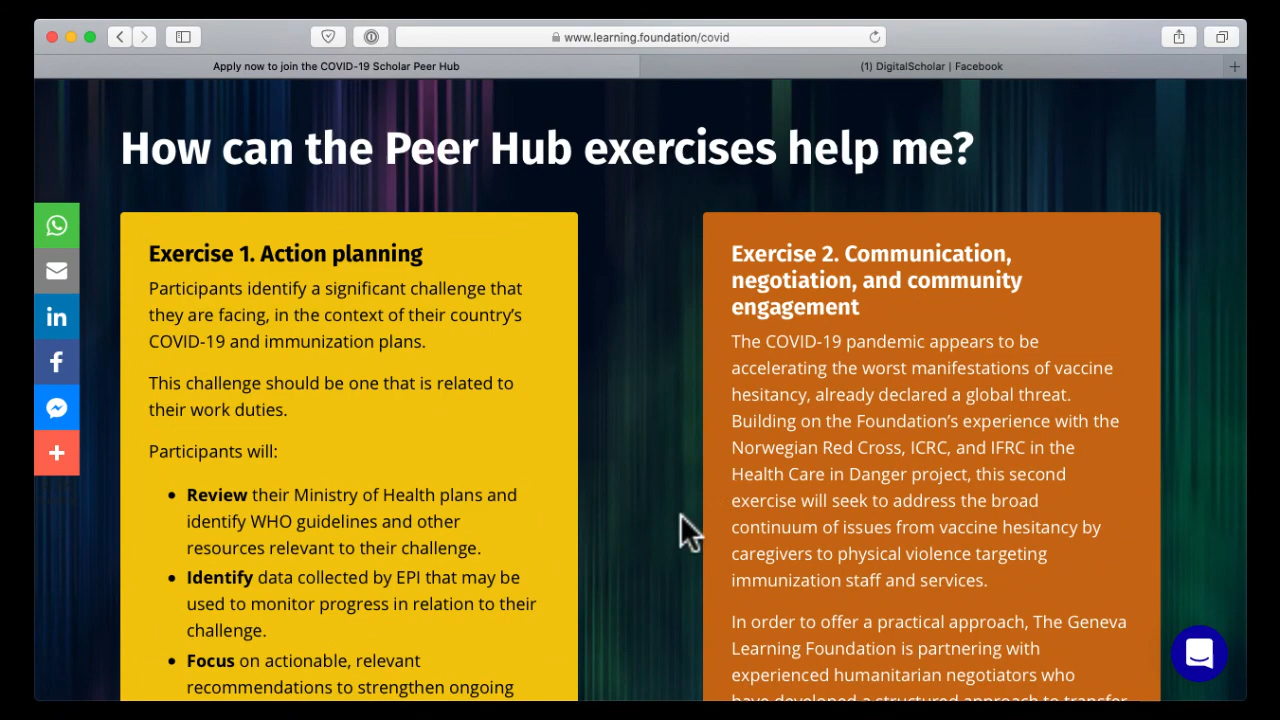 www.learning.foundation/covid
Apply now to join the COVID-19 Scholar Peer Hub
(1) DigitalScholar | Facebook
How can the Peer Hub exercises help me?
Exercise 1. Action planning
Participants identify a significant challenge that
they are facing, in the context of their country’s
COVID-19 and immunization plans.
This challenge should be one that is related to
their work duties.
Participants will:
• Review their Ministry of Health plans and
identify WHO guidelines and other
resources relevant to their challenge.
• Identify data collected by EPI that may be
used to monitor progress in relation to their
challenge.
• Focus on actionable, relevant
recommendations to strengthen ongoing
Exercise 2. Communication,
negotiation, and community
engagement
The COVID-19 pandemic appears to be
accelerating the worst manifestations of vaccine
hesitancy, already declared a global threat.
Building on the Foundation’s experience with the
Norwegian Red Cross, ICRC, and IFRC in the
Health Care in Danger project, this second
exercise will seek to address the broad
continuum of issues from vaccine hesitancy by
caregivers to physical violence targeting
immunization staff and services.
In order to offer a practical approach, The Geneva
Learning Foundation is partnering with
experienced humanitarian negotiators who
have developed a structured approach to transfer